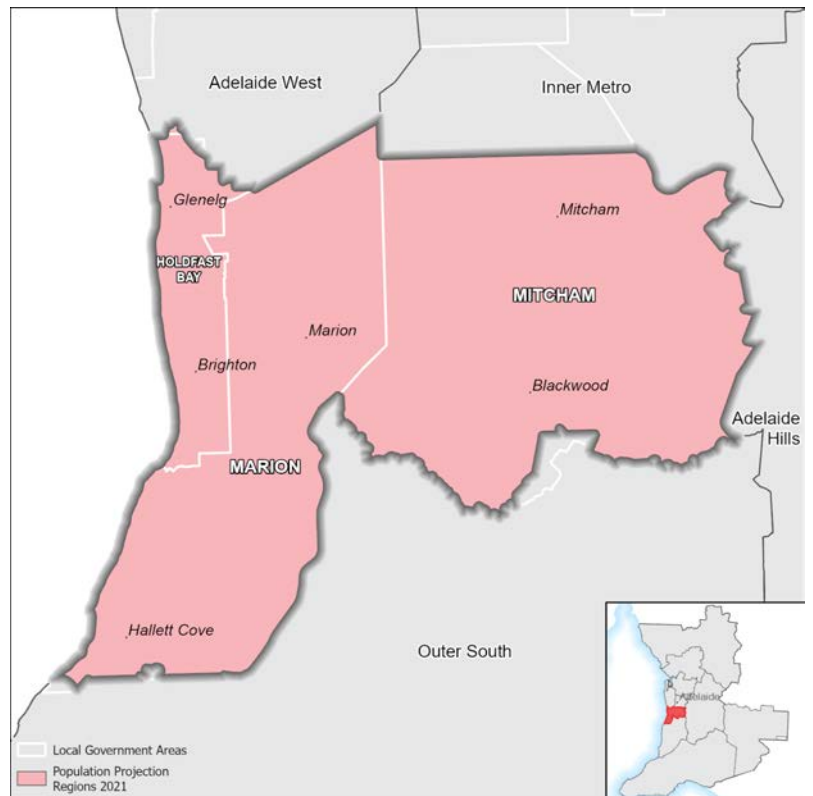 Adelaide West
Inner Metro
Glenelg
Mitcham
HOLDFAST
BAY
MITCHAM
Marion
Brighton
Blackwood
Adelaide
Hills
MARION
Hallett Cove
Outer South
Adelaide
Local Government Areas
Population Projection
Regions 2021